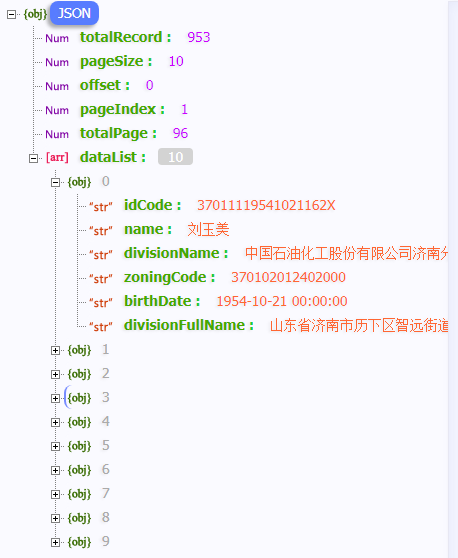 {obj} JSON
Num totalRecord : 953
Num pageSize : 10
Num offset : 0
Num pageIndex : 1
Num totalPage : 96
[arr] dataList : 10
{obj} 0
"str" idCode : 37011119541021162X
"str" name : 刘玉美
"str" divisionName : 中国石油化工股份有限公司济南分
"str" zoningCode : 370102012402000
"str" birthDate : 1954-10-21 00:00:00
"str" divisionFullName : 山东省济南市历下区智远街道
{obj} 1
{obj} 2
{obj} 3
{obj} 4
{obj} 5
{obj} 6
{obj} 7
{obj} 8
{obj} 9